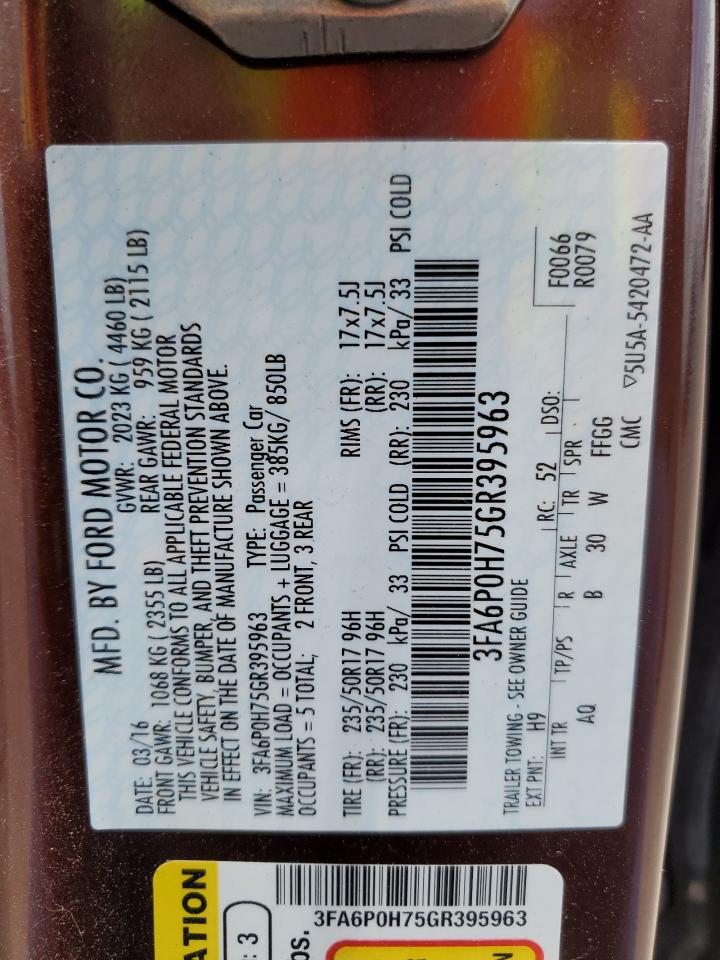 MFD. BY FORD MOTOR CO.
DATE: 03/16 GVWR: 2023 KG ( 4460 LB)
FRONT GAWR: 1068 KG ( 2355 LB) REAR GAWR: 959 KG ( 2115 LB)
THIS VEHICLE CONFORMS TO ALL APPLICABLE FEDERAL MOTOR
VEHICLE SAFETY, BUMPER, AND THEFT PREVENTION STANDARDS
IN EFFECT ON THE DATE OF MANUFACTURE SHOWN ABOVE.
VIN: 3FA6P0H75GR395963 TYPE: Passenger Car
MAXIMUM LOAD = OCCUPANTS + LUGGAGE = 385KG/ 850LB
OCCUPANTS = 5 TOTAL; 2 FRONT, 3 REAR
TIRE (FR): 235/50R17 96H RIMS (FR): 17x7.5J
(RR): 235/50R17 96H (RR): 17x7.5J
PRESSURE (FR): 230 kPa/ 33 PSI COLD (RR): 230 kPa/ 33 PSI COLD
3FA6P0H75GR395963
TRAILER TOWING - SEE OWNER GUIDE
EXT PNT: H9 RC: 52 DSO: F0066
R0079
INT TR TP/PS R AXLE TR SPR
AQ B 30 W FFGG
CMC
▽5U5A-5420472-AA
ATION
: 3
3FA6P0H75GR395963
OS.